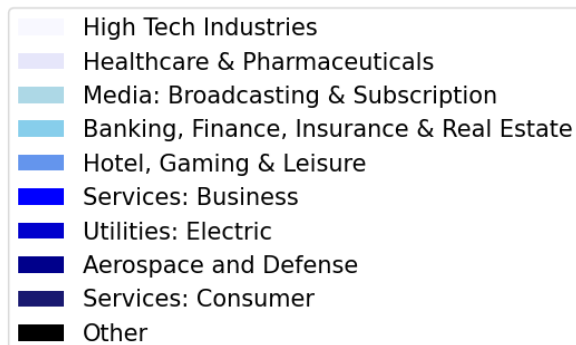 High Tech Industries
Healthcare & Pharmaceuticals
Media: Broadcasting & Subscription
Banking, Finance, Insurance & Real Estate
Hotel, Gaming & Leisure
Services: Business
Utilities: Electric
Aerospace and Defense
Services: Consumer
Other